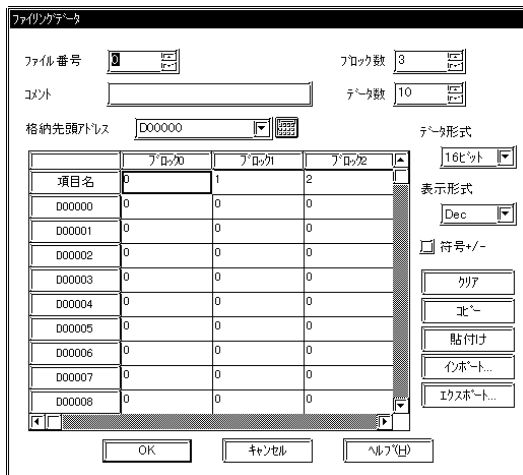 ﾌｧｲﾘﾝｸﾞﾃﾞｰﾀ
ﾌｧｲﾙ番号 0 ﾌﾞﾛｯｸ数 3
ｺﾒﾝﾄ ﾃﾞｰﾀ数 10
格納先頭ｱﾄﾞﾚｽ D00000 ﾃﾞｰﾀ形式
16ﾋﾞｯﾄ
ﾌﾞﾛｯｸ0 ﾌﾞﾛｯｸ1 ﾌﾞﾛｯｸ2
項目名 0 1 2
表示形式
D00000 0 0 0
Dec
D00001 0 0 0
D00002 0 0 0
符号+/-
D00003 0 0 0
ｸﾘｱ
D00004 0 0 0
ｺﾋﾟｰ
D00005 0 0 0
貼付け
D00006 0 0 0
ｲﾝﾎﾟｰﾄ...
D00007 0 0 0
ｴｸｽﾎﾟｰﾄ...
D00008 0 0 0
OK ｷｬﾝｾﾙ ﾍﾙﾌﾟ(H)